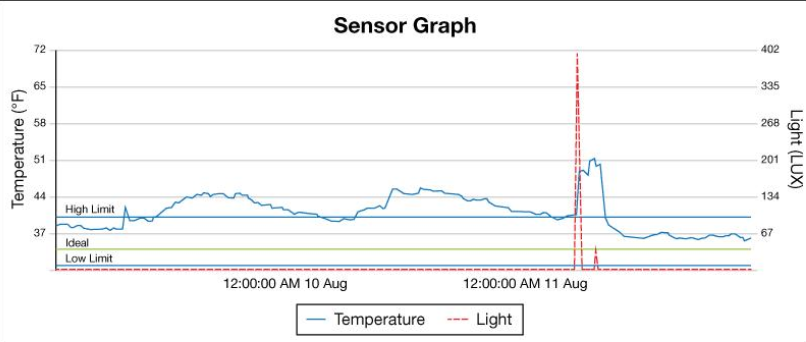 Sensor Graph
Temperature (°F)
72
65
58
51
44
37
High Limit
Ideal
Low Limit
402
335
268
201
134
67
Light (LUX)
12:00:00 AM 10 Aug
12:00:00 AM 11 Aug
Temperature
Light